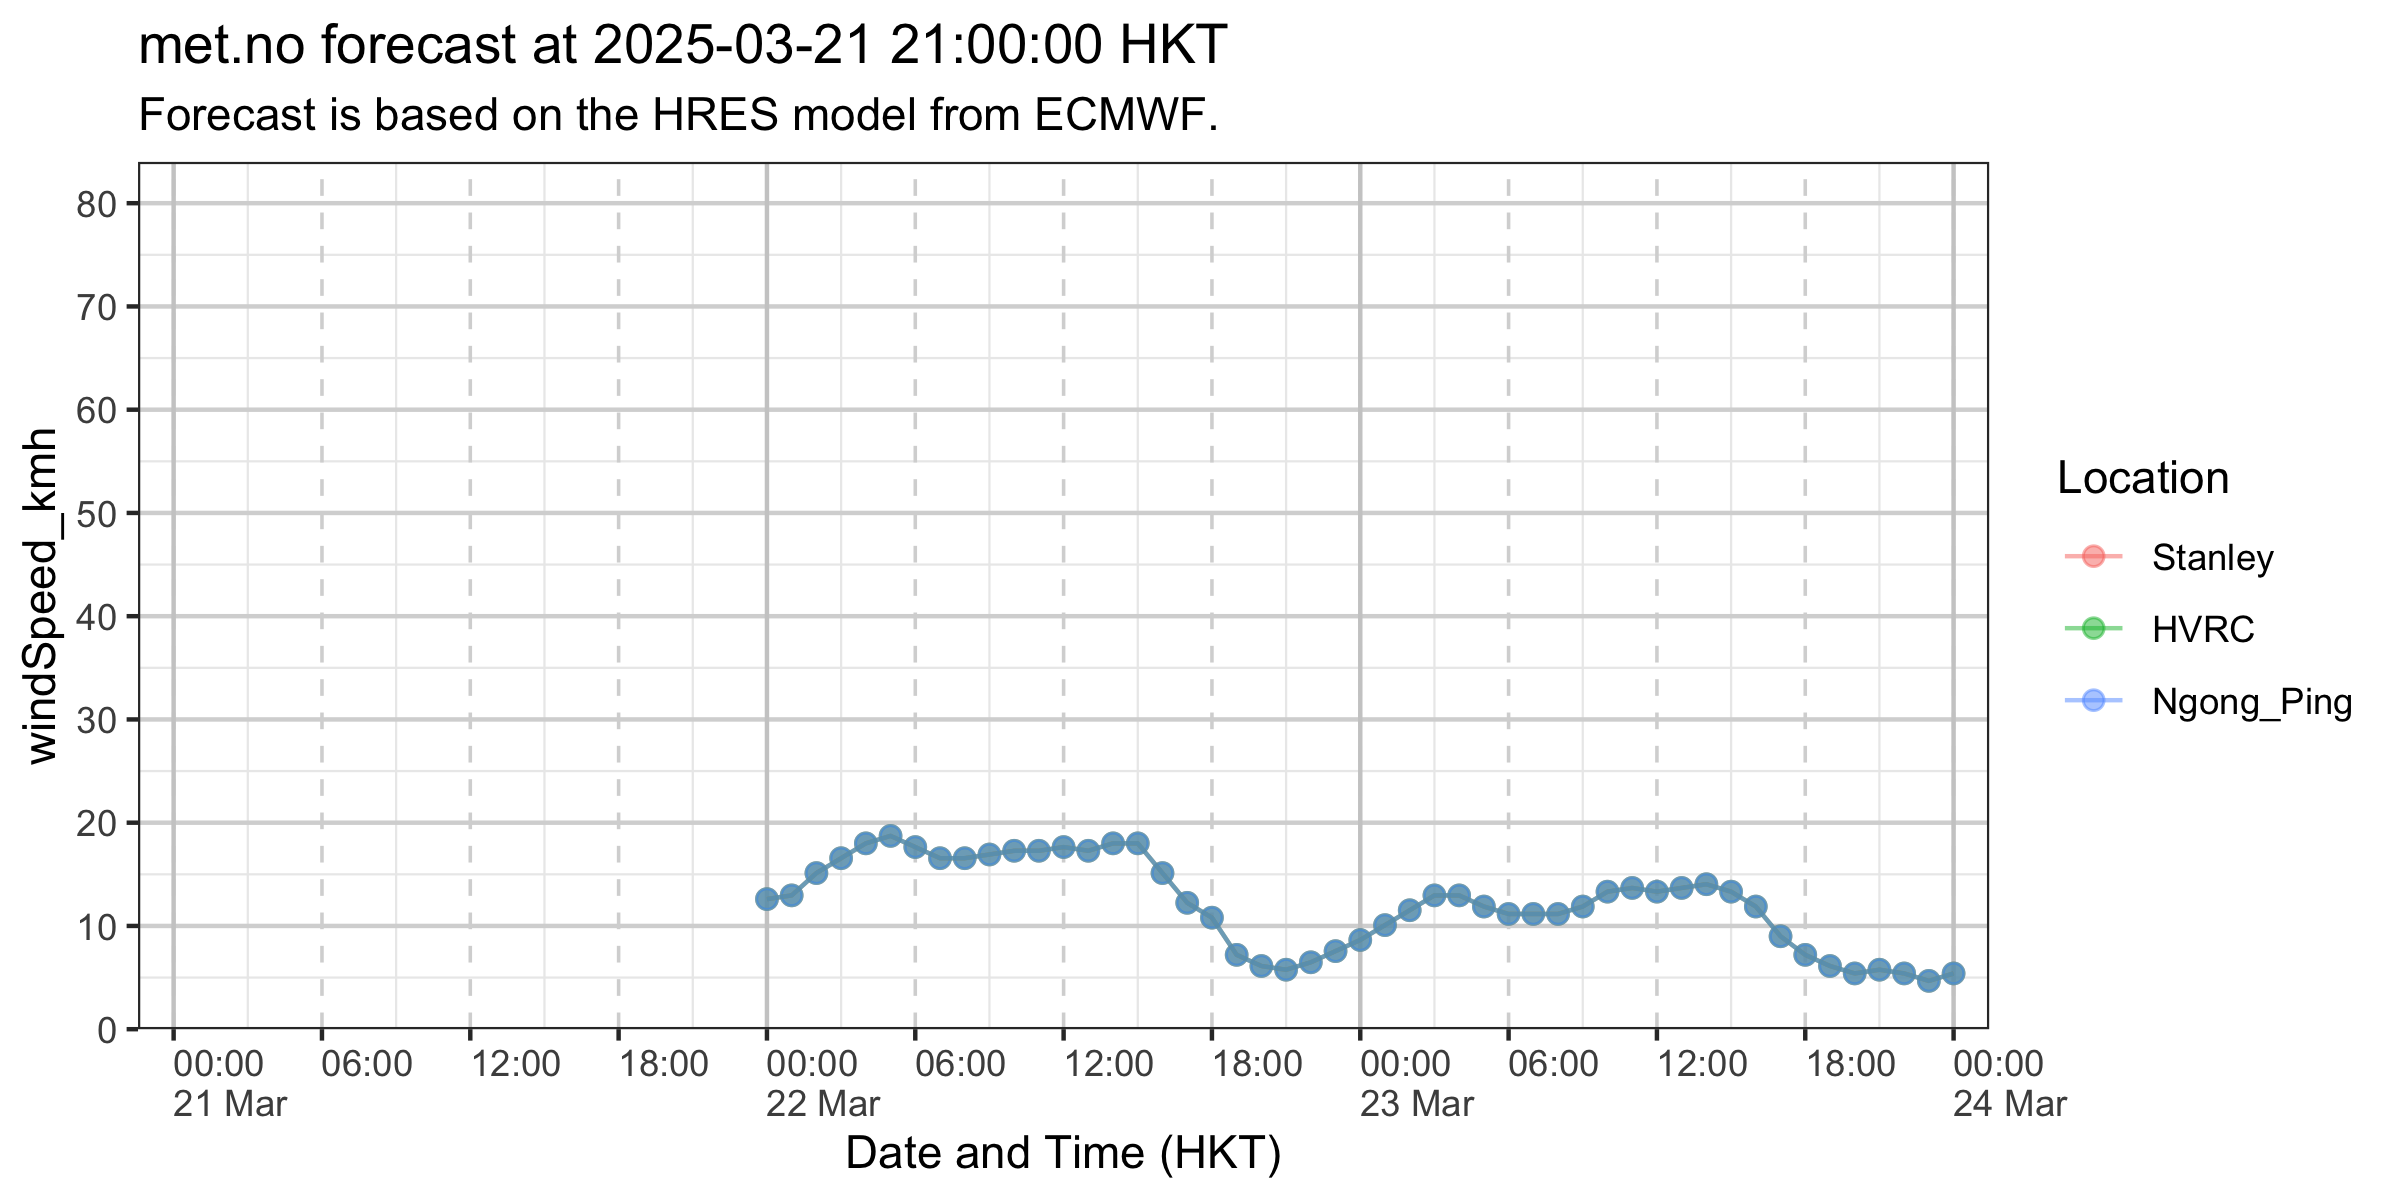 met.no forecast at 2025-03-21 21:00:00 HKT
Forecast is based on the HRES model from ECMWF.
windSpeed_kmh
80
70
60
50
40
30
20
10
0
00:00 06:00 12:00 18:00 00:00 06:00 12:00 18:00 00:00 06:00 12:00 18:00 00:00
21 Mar 22 Mar 23 Mar 24 Mar
Date and Time (HKT)
Location
Stanley
HVRC
Ngong_Ping